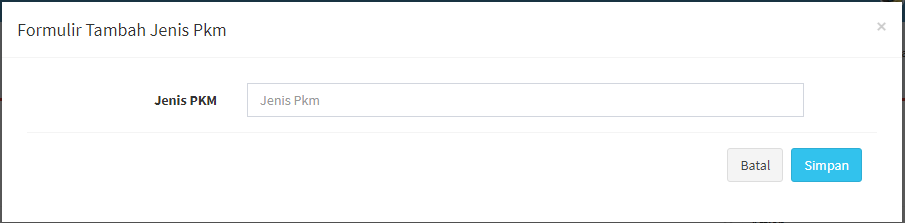 Formulir Tambah Jenis Pkm
×
Jenis PKM
Jenis Pkm
Batal
Simpan